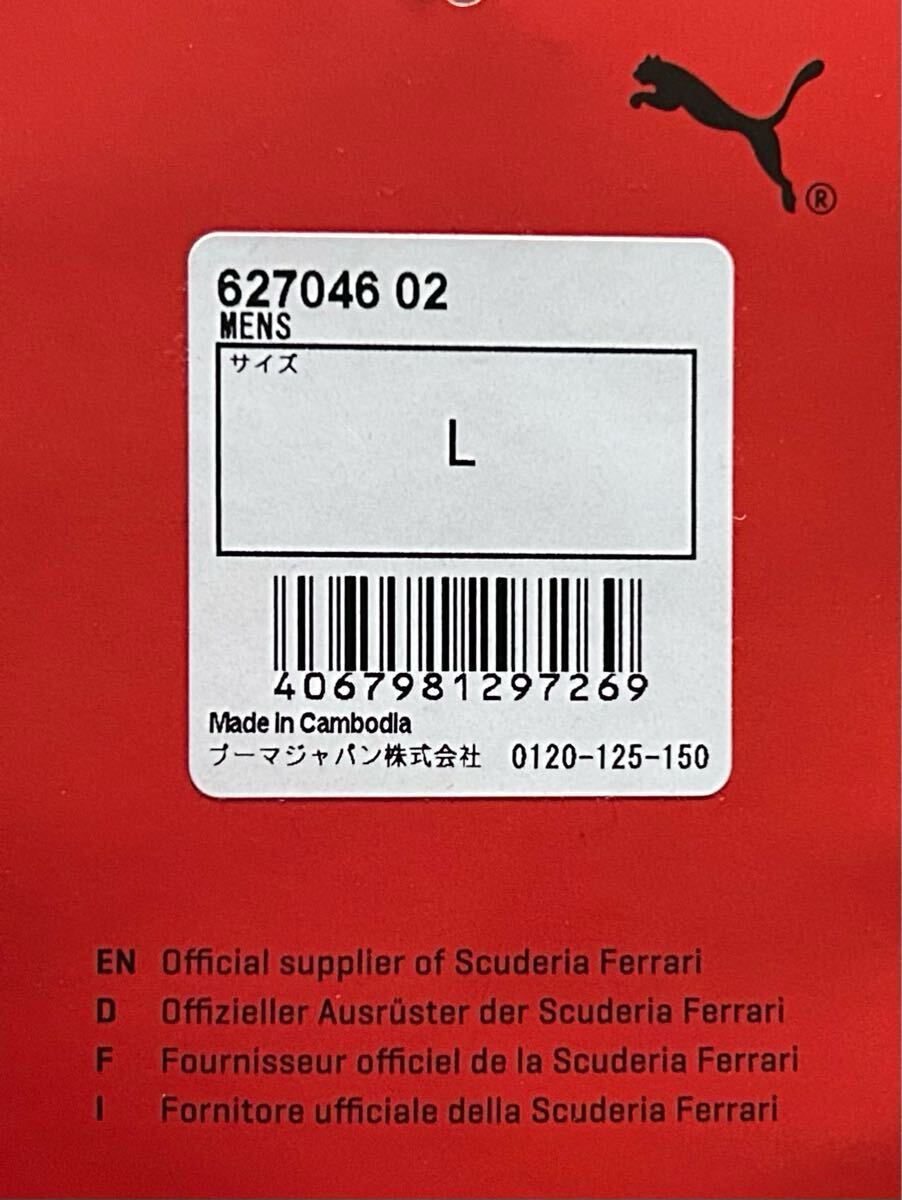 ®
627046 02
MENS
サイズ
L
4067981297269
Made in Cambodia
プーマジャパン株式会社 0120-125-150
EN Official supplier of Scuderia Ferrari
D Offizieller Ausrüster der Scuderia Ferrari
F Fournisseur officiel de la Scuderia Ferrari
I Fornitore ufficiale della Scuderia Ferrari